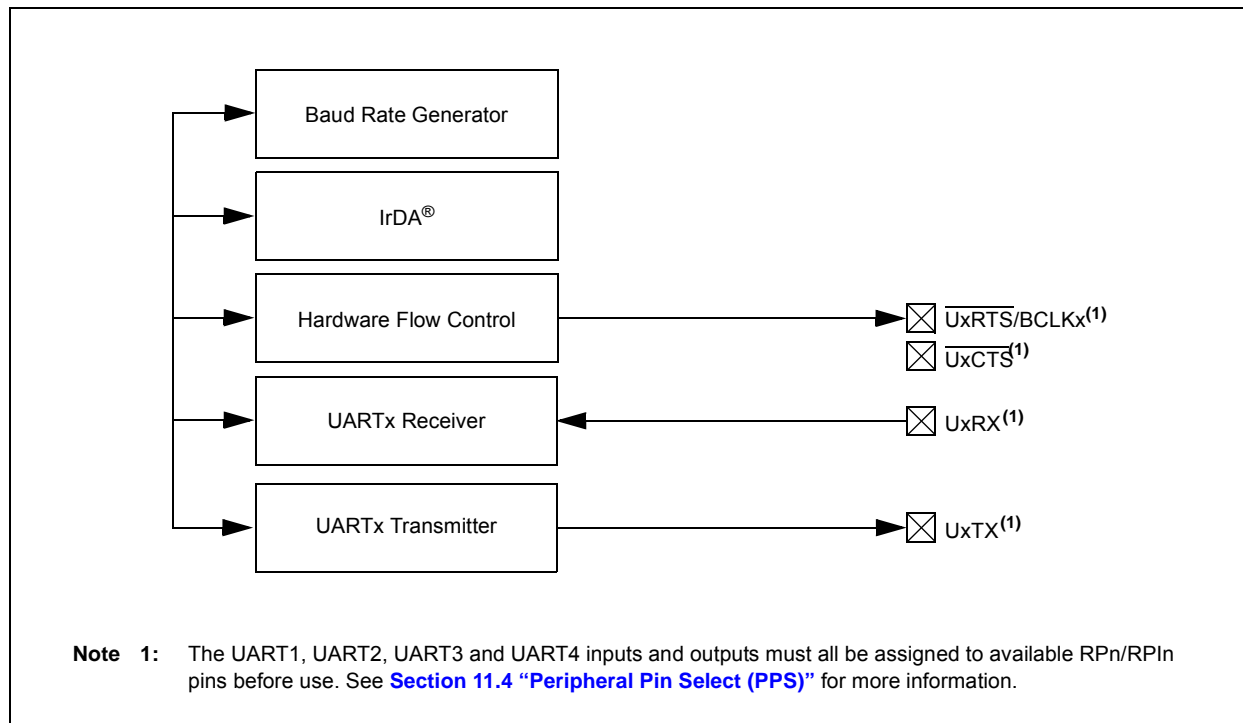 Baud Rate Generator
IrDA®
Hardware Flow Control
UxRTS/BCLKx(1)
UxCTS(1)
UARTx Receiver
UxRX(1)
UARTx Transmitter
UxTX(1)
Note 1: The UART1, UART2, UART3 and UART4 inputs and outputs must all be assigned to available RPn/RPIn
pins before use. See Section 11.4 “Peripheral Pin Select (PPS)” for more information.